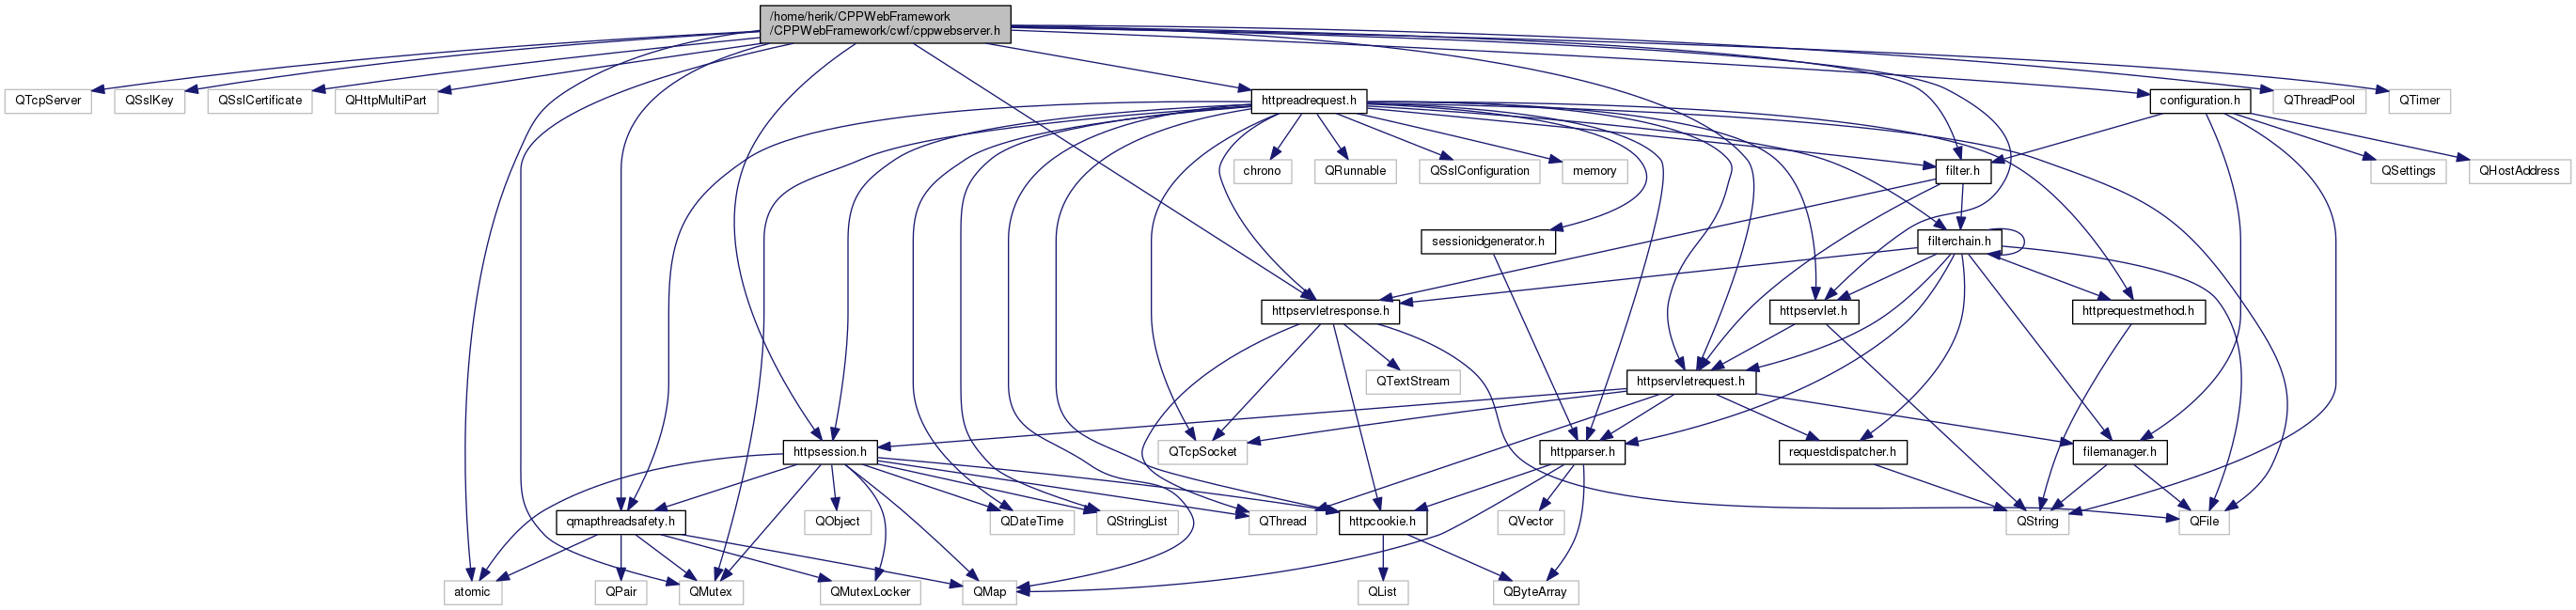 /home/herik/CPPWebFramework
/CPPWebFramework/cwf/cppwebserver.h
QTcpServer
QSslKey
QSslCertificate
QHttpMultiPart
httpreadrequest.h
configuration.h
QThreadPool
QTimer
chrono
QRunnable
QSslConfiguration
memory
filter.h
QSettings
QHostAddress
sessionidgenerator.h
filterchain.h
httpservletresponse.h
httpservlet.h
httprequestmethod.h
QTextStream
httpservletrequest.h
httpsession.h
QTcpSocket
httpparser.h
requestdispatcher.h
filemanager.h
qmapthreadsafety.h
QObject
QDateTime
QStringList
QThread
httpcookie.h
QVector
QString
QFile
atomic
QPair
QMutex
QMutexLocker
QMap
QList
QByteArray